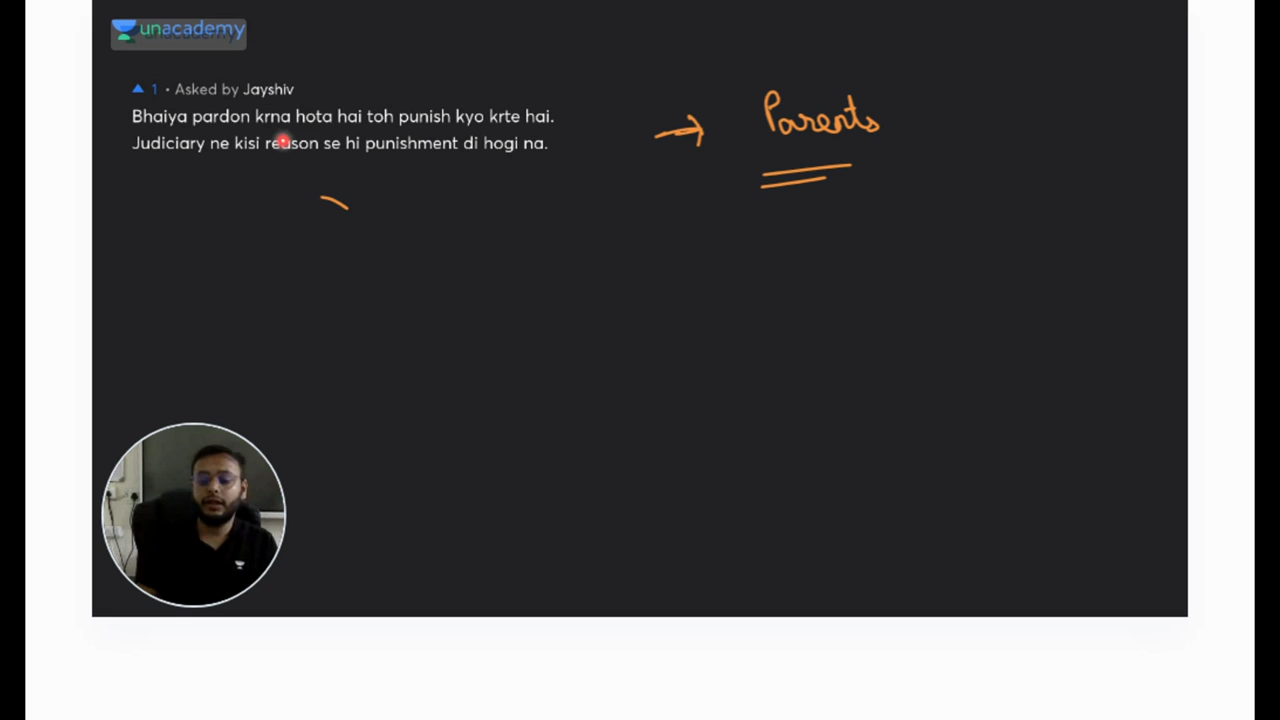 unacademy
▲ 1 • Asked by Jayshiv
Bhaiya pardon krna hota hai toh punish kyo krte hai.
Judiciary ne kisi reason se hi punishment di hogi na.
→ Parents